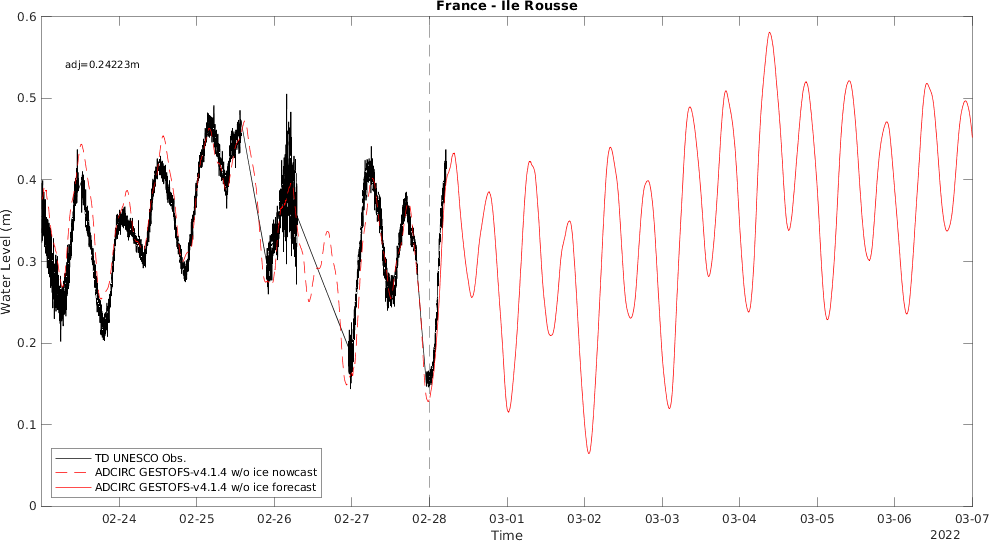 France - Ile Rousse
0.6
0.5
0.4
0.3
0.2
0.1
0
Water Level (m)
adj=0.24223m
TD UNESCO Obs.
ADCIRC GESTOFS-v4.1.4 w/o ice nowcast
ADCIRC GESTOFS-v4.1.4 w/o ice forecast
02-24 02-25 02-26 02-27 02-28 03-01 03-02 03-03 03-04 03-05 03-06 03-07
Time
2022